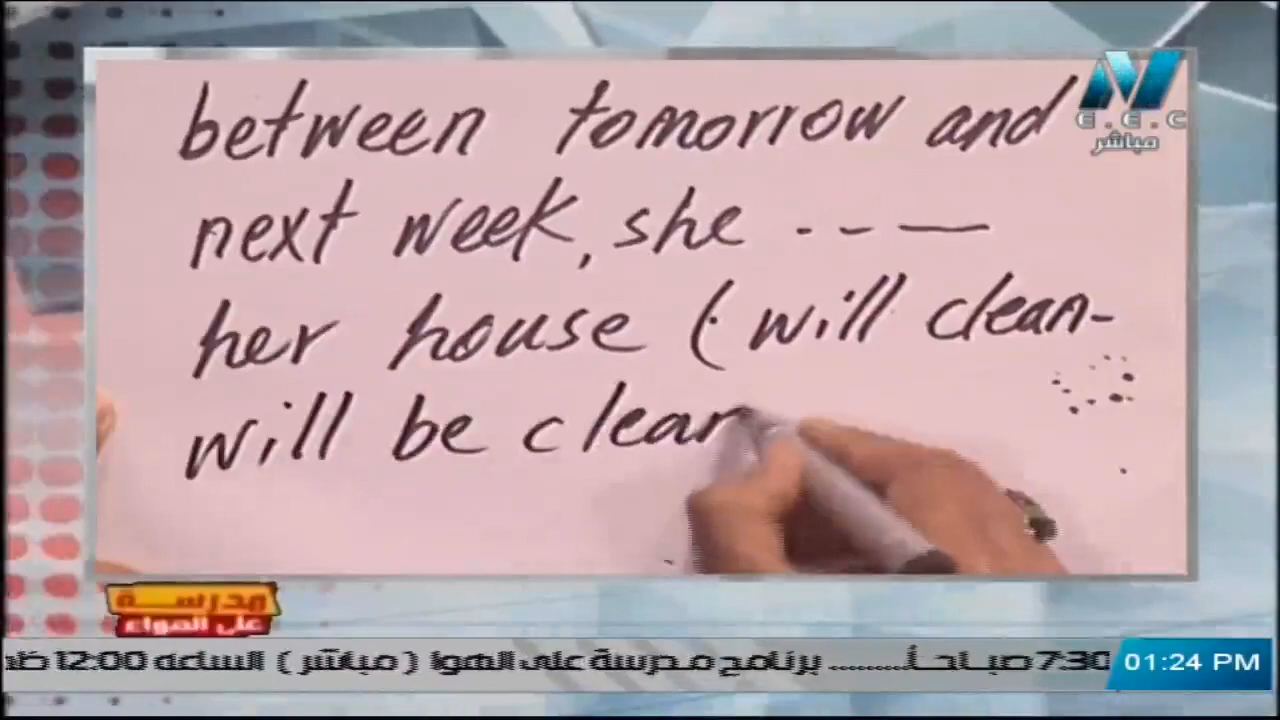 between tomorrow and
next week, she ----
her house (will clean-
will be clean
E.E.C
مباشر
مدرسة
على الهواء
7:30 صباحاً.......... برنامج مدرسة على الهوا ( مباشر ) الساعه 12:00
01:24 PM